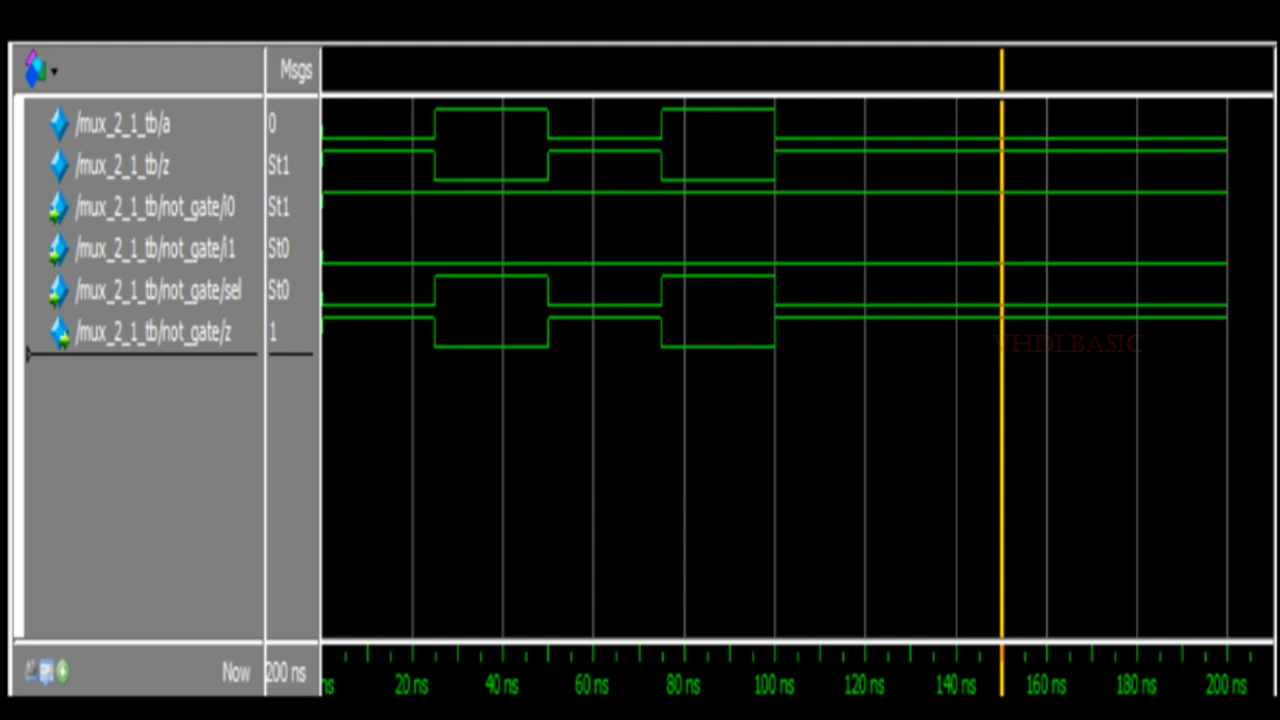 Msgs
/mux_2_1_tb/a 0
/mux_2_1_tb/z St1
/mux_2_1_tb/not_gate/i0 St1
/mux_2_1_tb/not_gate/i1 St0
/mux_2_1_tb/not_gate/sel St0
/mux_2_1_tb/not_gate/z 1
VHDLBASIC
Now 200 ns ns 20 ns 40 ns 60 ns 80 ns 100 ns 120 ns 140 ns 160 ns 180 ns 200 ns